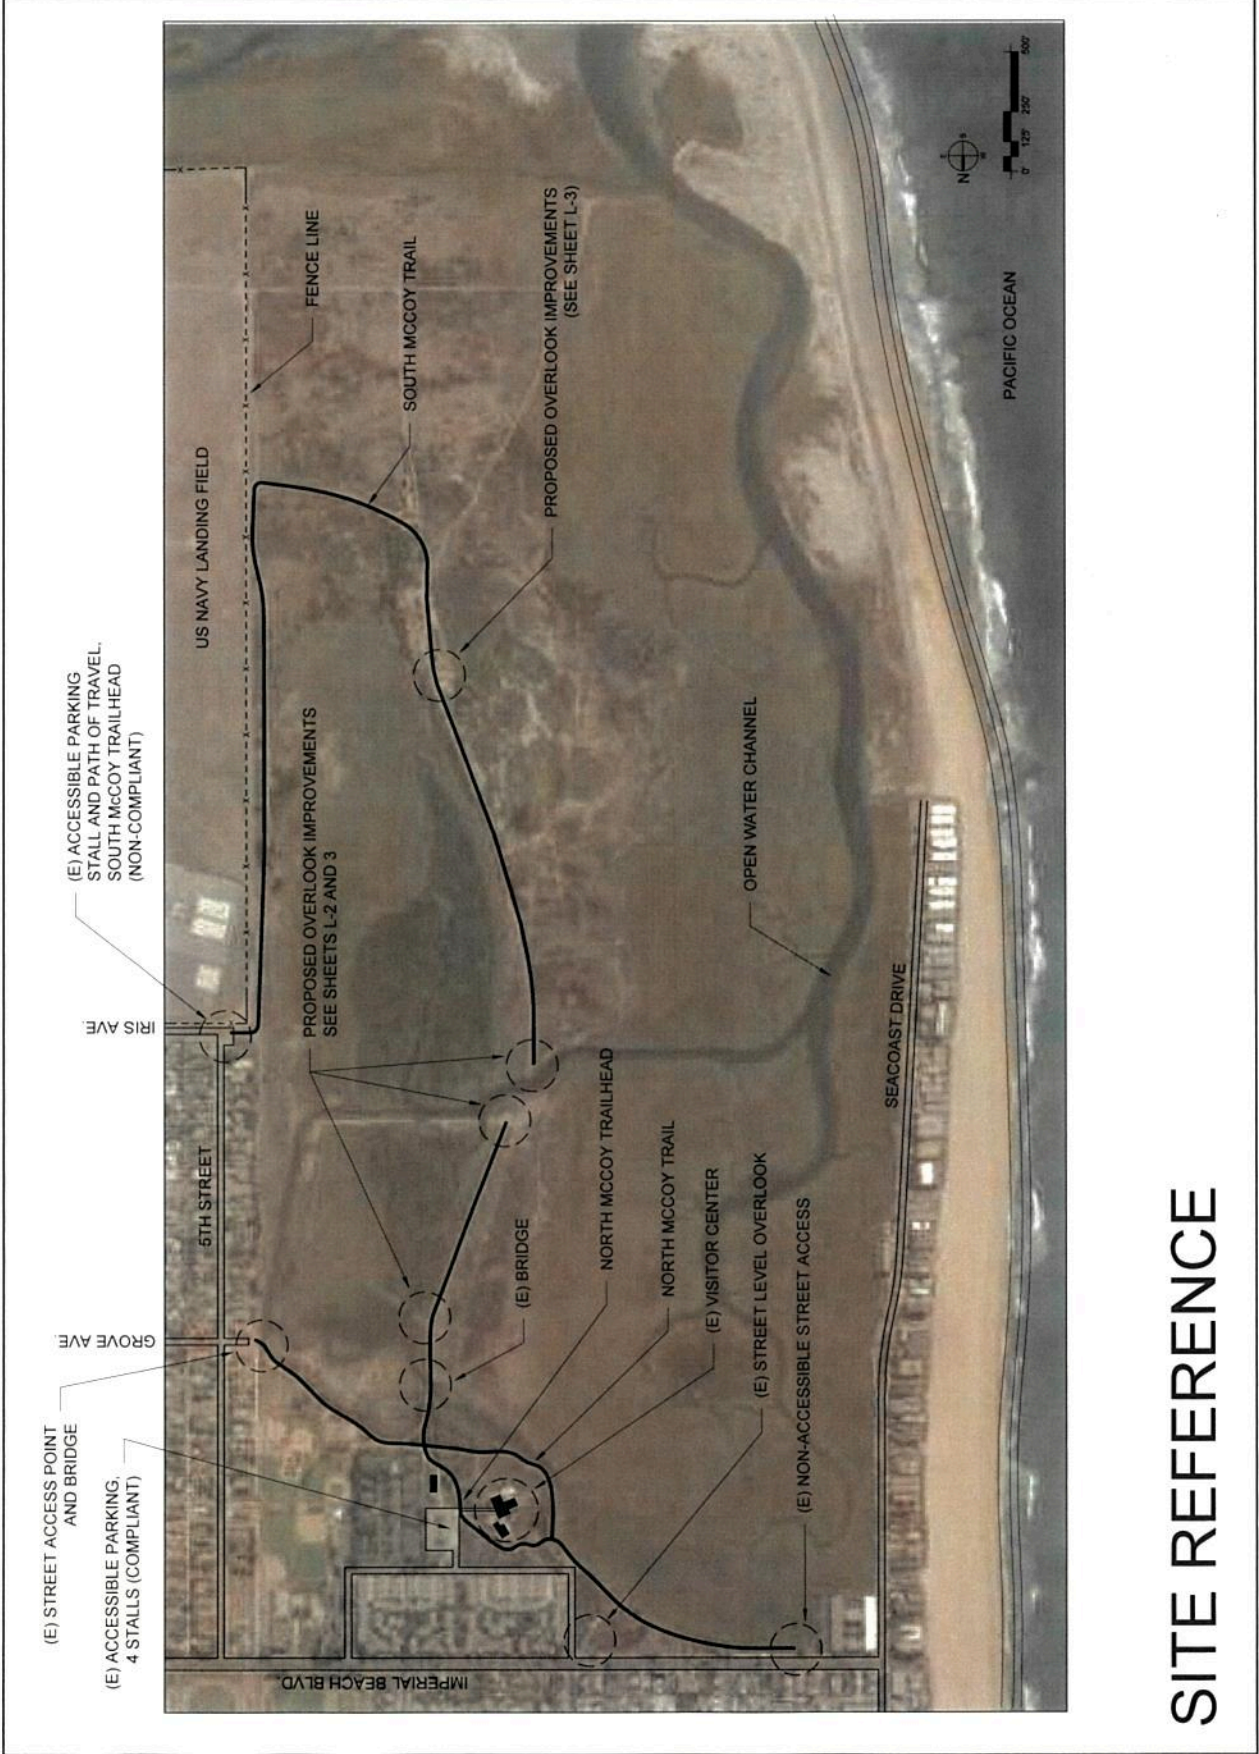 (E) STREET ACCESS POINT
AND BRIDGE
(E) ACCESSIBLE PARKING,
4 STALLS (COMPLIANT)
GROVE AVE.
(E) ACCESSIBLE PARKING
STALL AND PATH OF TRAVEL.
SOUTH McCOY TRAILHEAD
(NON-COMPLIANT)
IRIS AVE.
5TH STREET
US NAVY LANDING FIELD
FENCE LINE
PROPOSED OVERLOOK IMPROVEMENTS
SEE SHEETS L-2 AND 3
SOUTH MCCOY TRAIL
PROPOSED OVERLOOK IMPROVEMENTS
(SEE SHEET L-3)
IMPERIAL BEACH BLVD.
(E) BRIDGE
NORTH MCCOY TRAILHEAD
NORTH MCCOY TRAIL
(E) VISITOR CENTER
(E) STREET LEVEL OVERLOOK
(E) NON-ACCESSIBLE STREET ACCESS
OPEN WATER CHANNEL
SEACOAST DRIVE
PACIFIC OCEAN
N
E
S
W
0' 125' 250' 500'
SITE REFERENCE